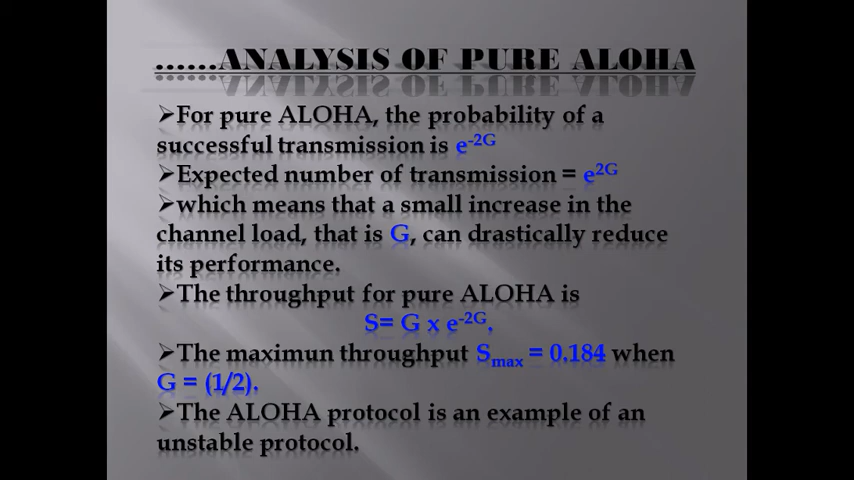 ......ANALYSIS OF PURE ALOHA
➢For pure ALOHA, the probability of a
successful transmission is e-2G
➢Expected number of transmission = e2G
➢which means that a small increase in the
channel load, that is G, can drastically reduce
its performance.
➢The throughput for pure ALOHA is
S= G x e-2G.
➢The maximun throughput Smax = 0.184 when
G = (1/2).
➢The ALOHA protocol is an example of an
unstable protocol.